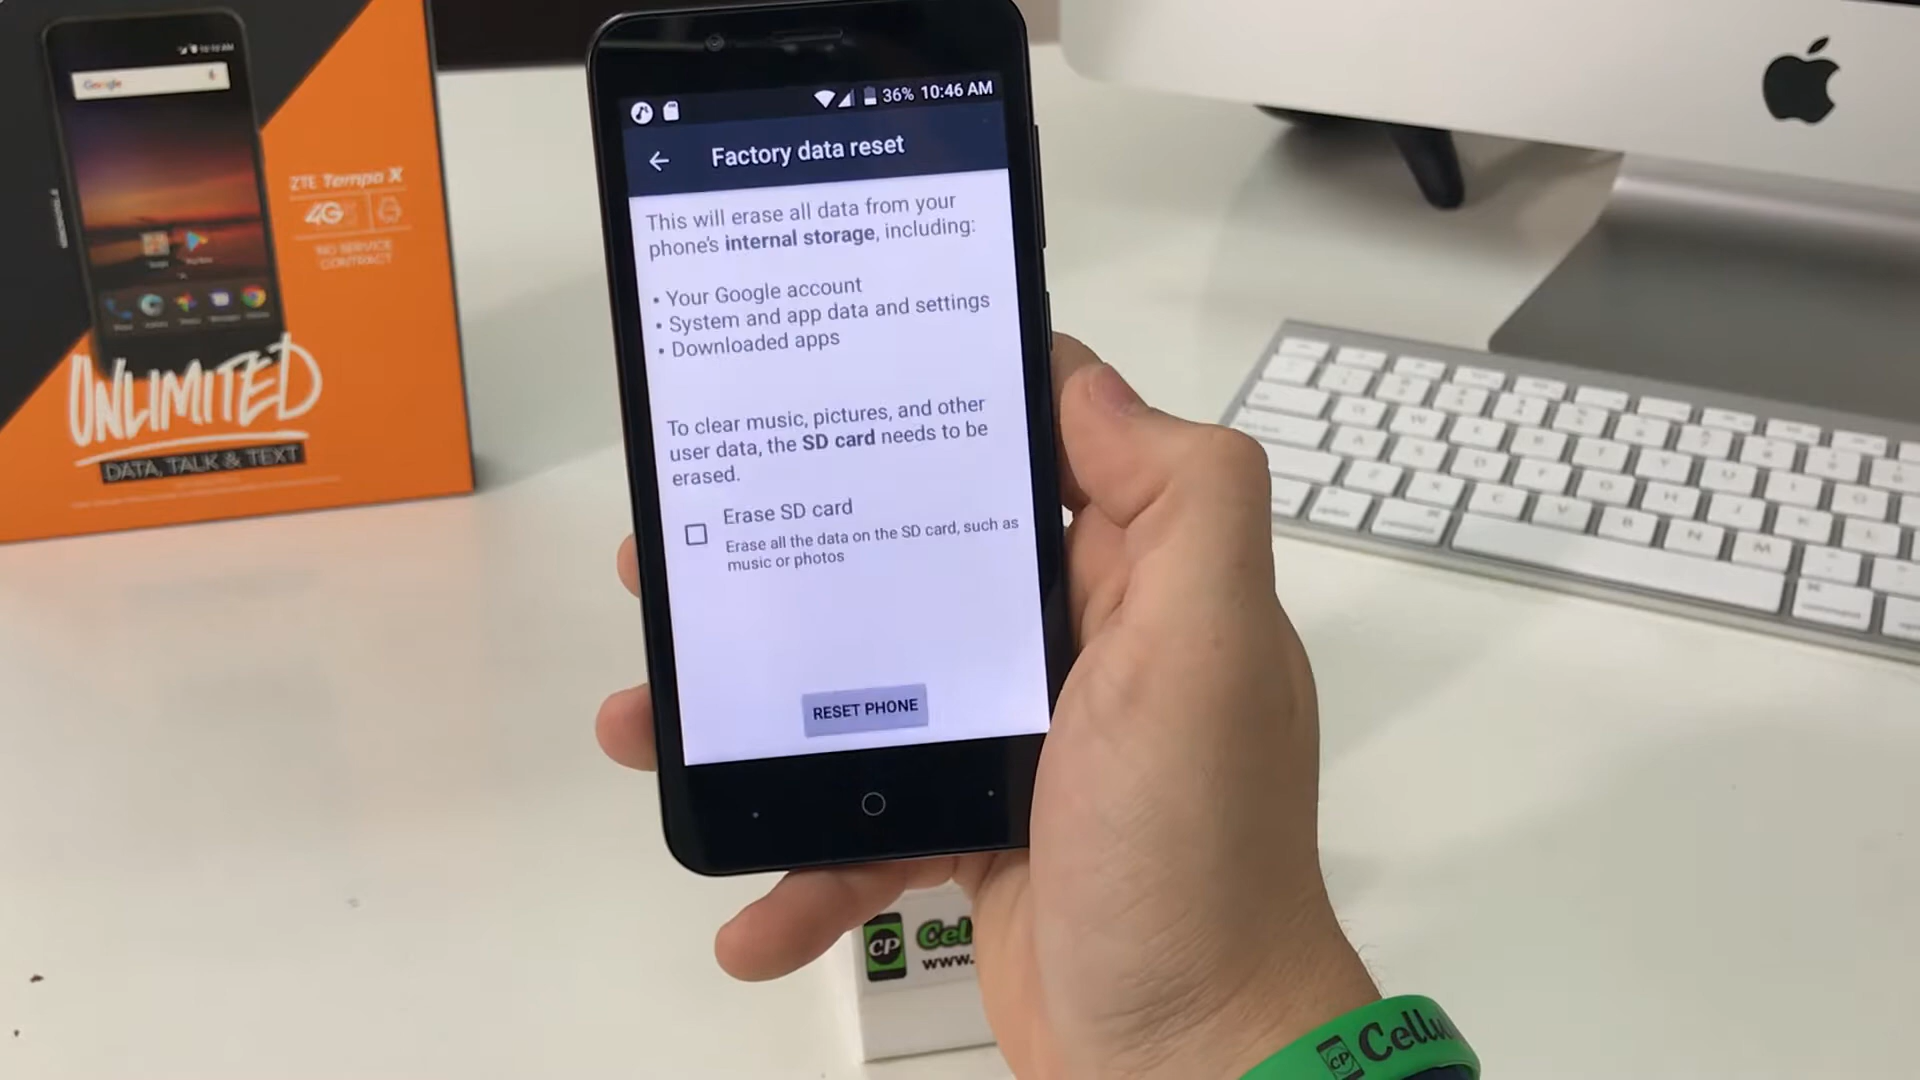 Google
10:10 AM
ZTE Tempo X
4G
NO SERVICE
CONTRACT
UNLIMITED
DATA, TALK & TEXT
36% 10:46 AM
Factory data reset
This will erase all data from your
phone's internal storage, including:
• Your Google account
• System and app data and settings
• Downloaded apps
To clear music, pictures, and other
user data, the SD card needs to be
erased.
Erase SD card
Erase all the data on the SD card, such as
music or photos
RESET PHONE
CP
Cel
www.
CP
Cellu